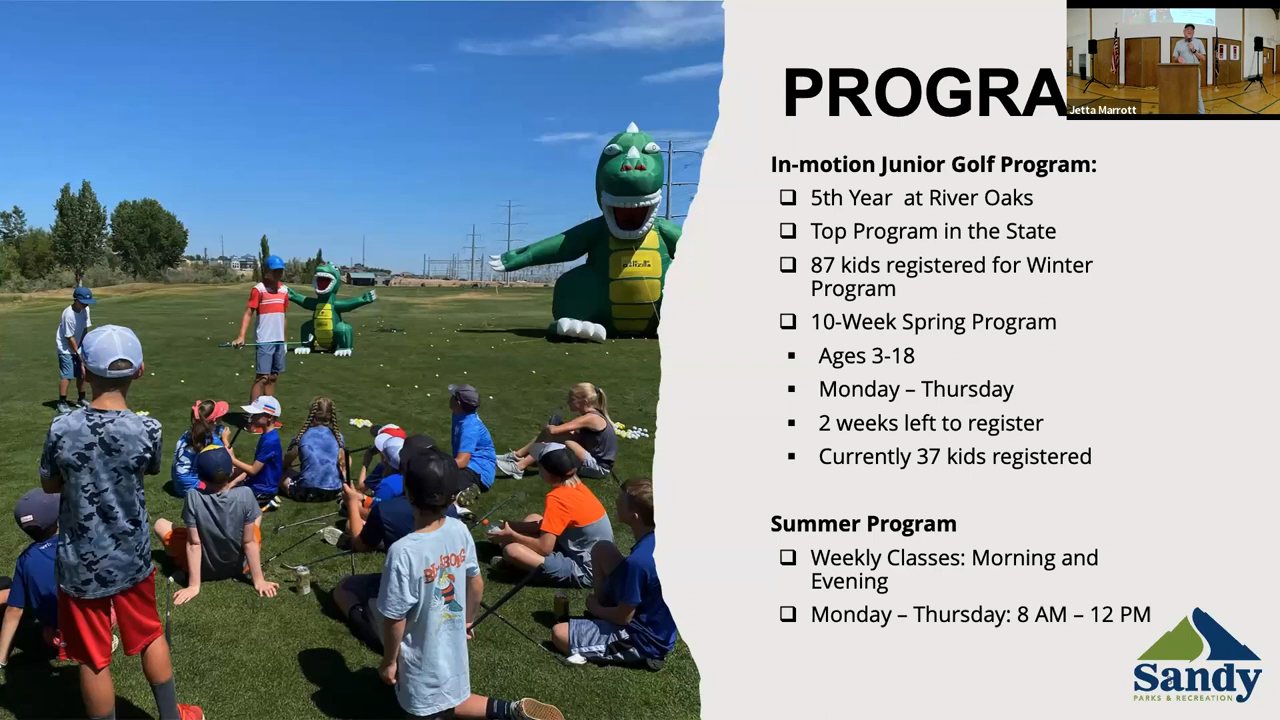 PROGRA
Jetta Marrott
In-motion Junior Golf Program:
5th Year at River Oaks
Top Program in the State
87 kids registered for Winter
Program
10-Week Spring Program
Ages 3-18
Monday – Thursday
2 weeks left to register
Currently 37 kids registered
Summer Program
Weekly Classes: Morning and
Evening
Monday – Thursday: 8 AM – 12 PM
Sandy
PARKS & RECREATION